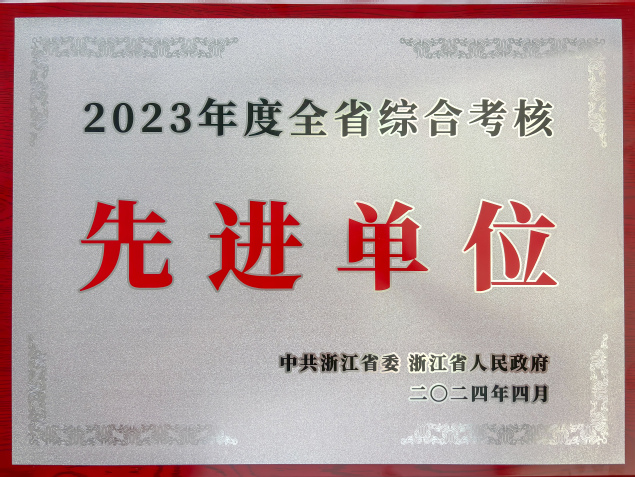 2023年度全省综合考核
先进单位
中共浙江省委 浙江省人民政府
二〇二四年四月